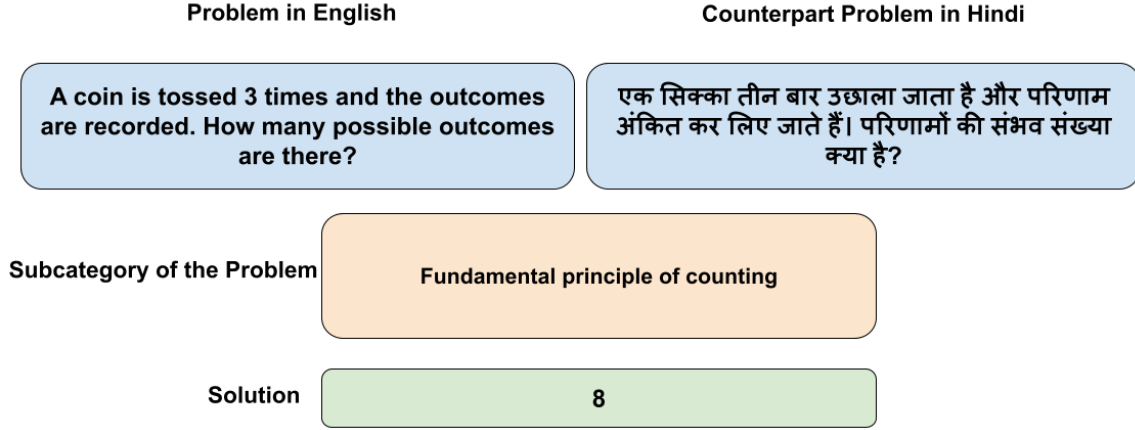 Problem in English
Counterpart Problem in Hindi
A coin is tossed 3 times and the outcomes
are recorded. How many possible outcomes
are there?
एक सिक्का तीन बार उछाला जाता है और परिणाम
अंकित कर लिए जाते हैं। परिणामों की संभव संख्या
क्या है?
Subcategory of the Problem
Fundamental principle of counting
Solution
8